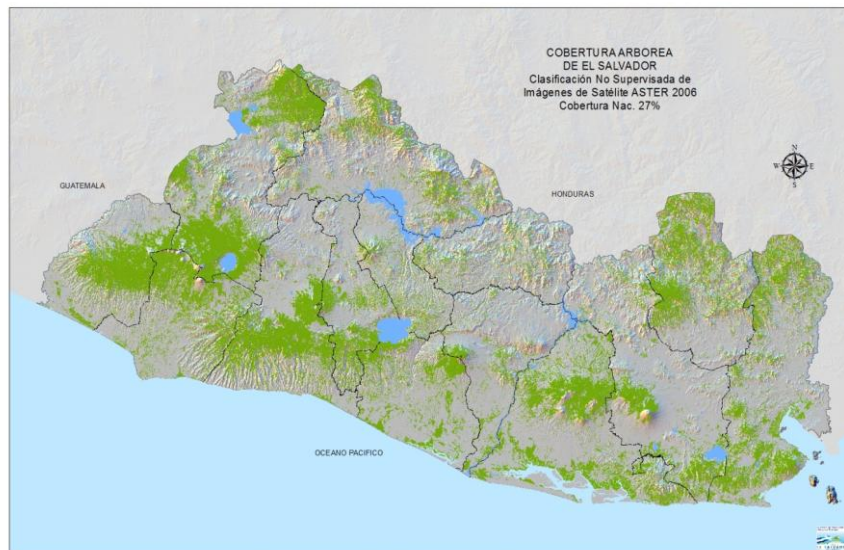 COBERTURA ARBOREA
DE EL SALVADOR
Clasificación No Supervisada de
Imágenes de Satélite ASTER 2006
Cobertura Nac. 27%
N
W
E
S
GUATEMALA
HONDURAS
OCEANO PACIFICO